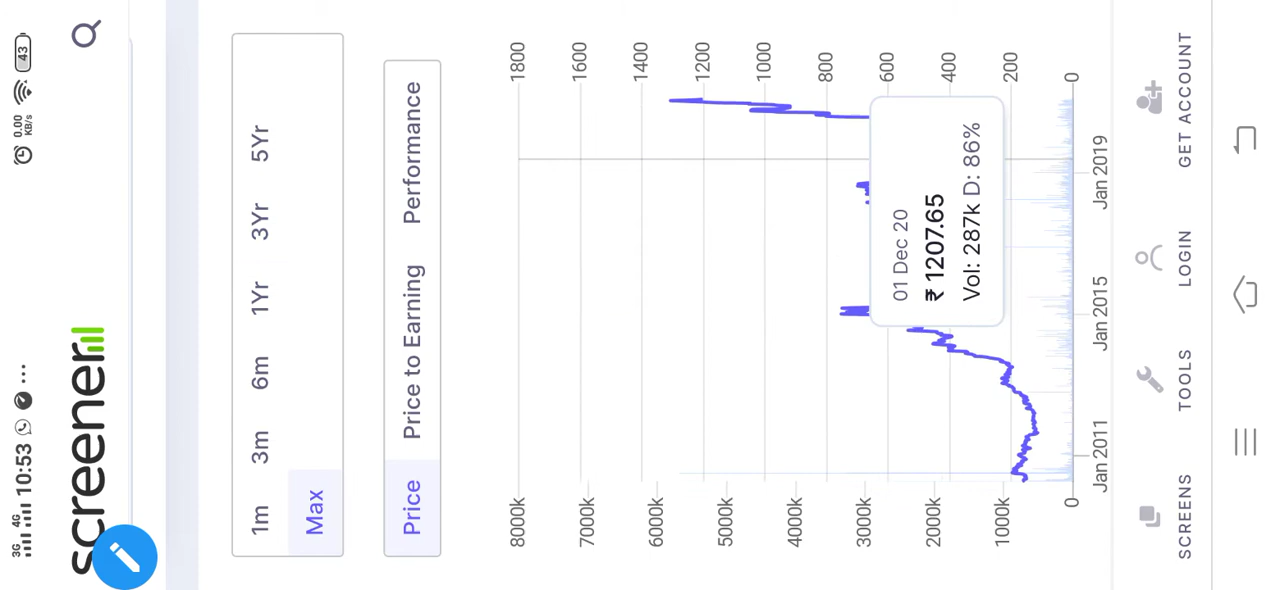 3G 4G 10:53 ... 0.00 KB/s 43
screener
1m 3m 6m 1Yr 3Yr 5Yr
Max
Price Price to Earning Performance
8000k 1800
7000k 1600
6000k 1400
5000k 1200
4000k 1000
3000k 800
2000k 600
1000k 400
200
0 0
01 Dec 20
₹ 1207.65
Vol: 287k D: 86%
Jan 2011 Jan 2015 Jan 2019
SCREENS TOOLS LOGIN GET ACCOUNT